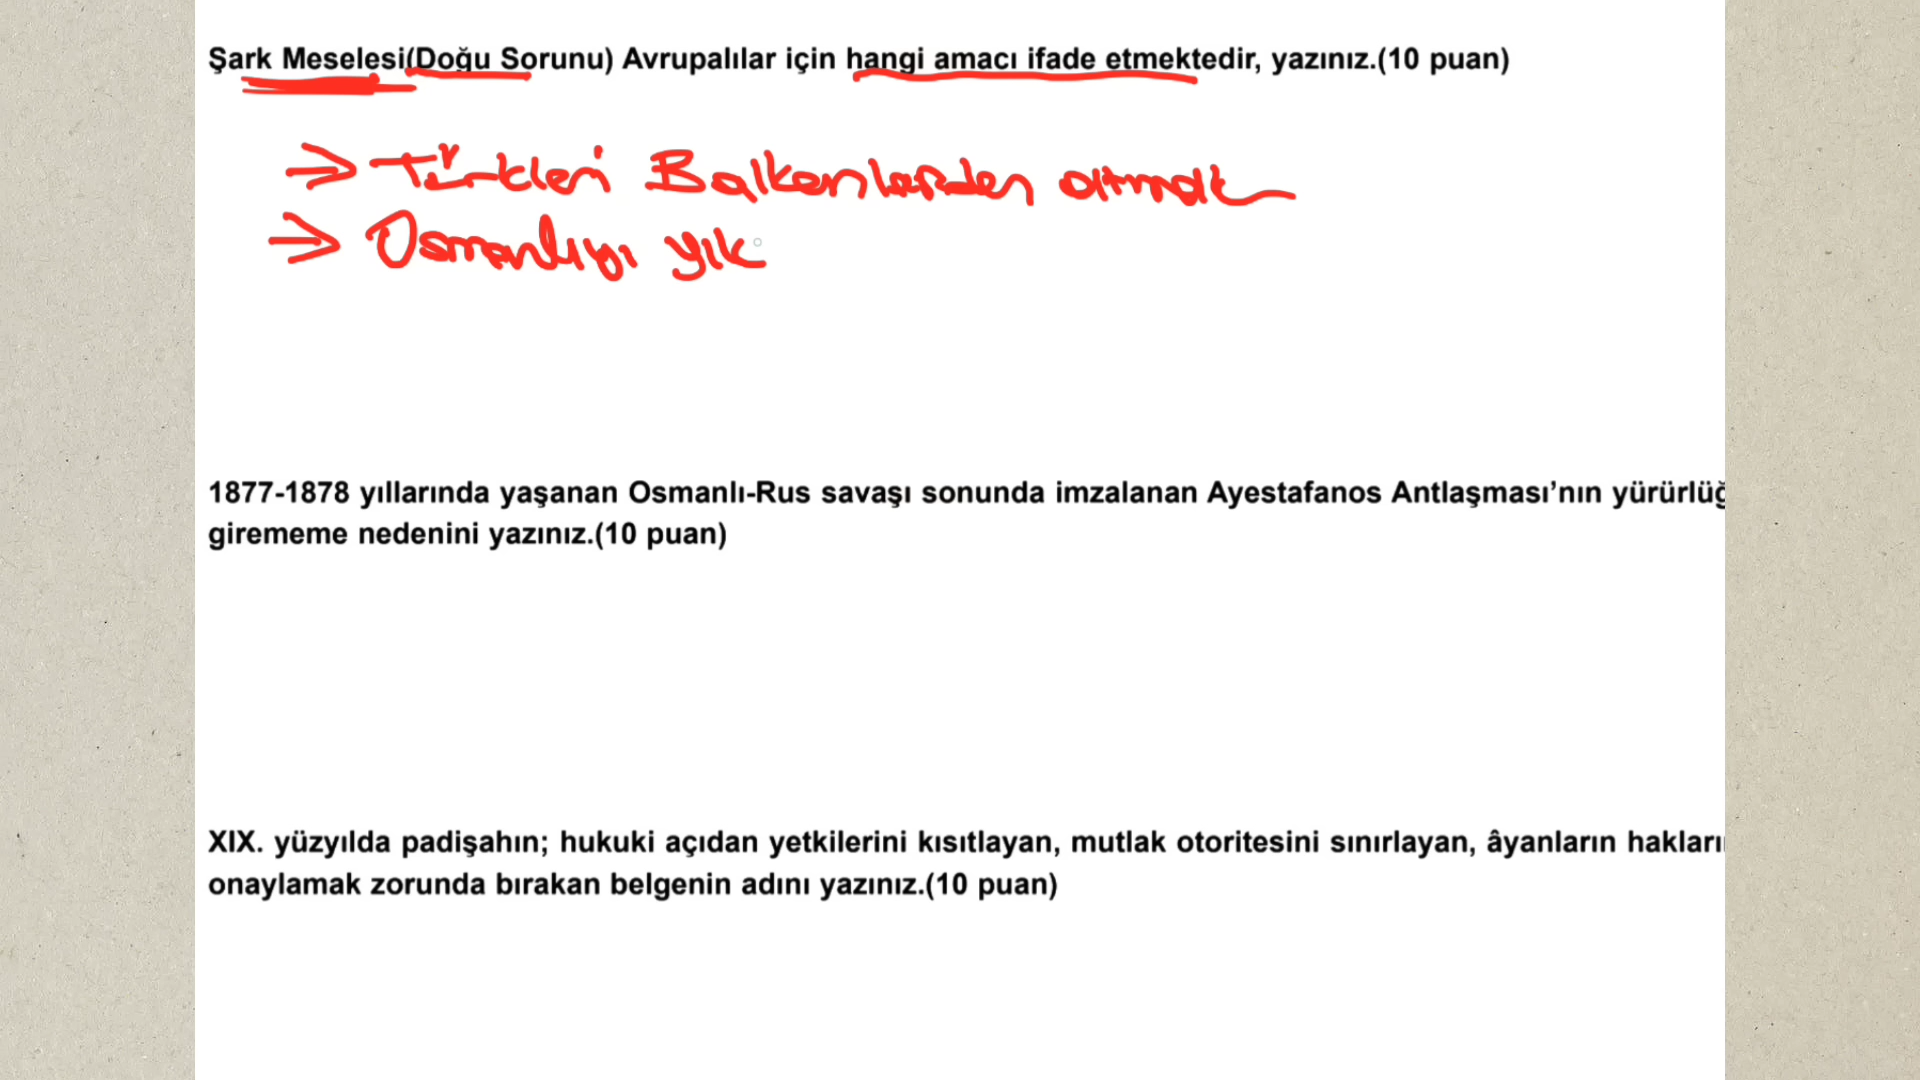 Şark Meselesi(Doğu Sorunu) Avrupalılar için hangi amacı ifade etmektedir, yazınız.(10 puan)
→ Türkleri Balkanlardan atmak
→ Osmanlıyı yık
1877-1878 yıllarında yaşanan Osmanlı-Rus savaşı sonunda imzalanan Ayestafanos Antlaşması’nın yürürlüğ
girememe nedenini yazınız.(10 puan)
XIX. yüzyılda padişahın; hukuki açıdan yetkilerini kısıtlayan, mutlak otoritesini sınırlayan, âyanların hakları
onaylamak zorunda bırakan belgenin adını yazınız.(10 puan)